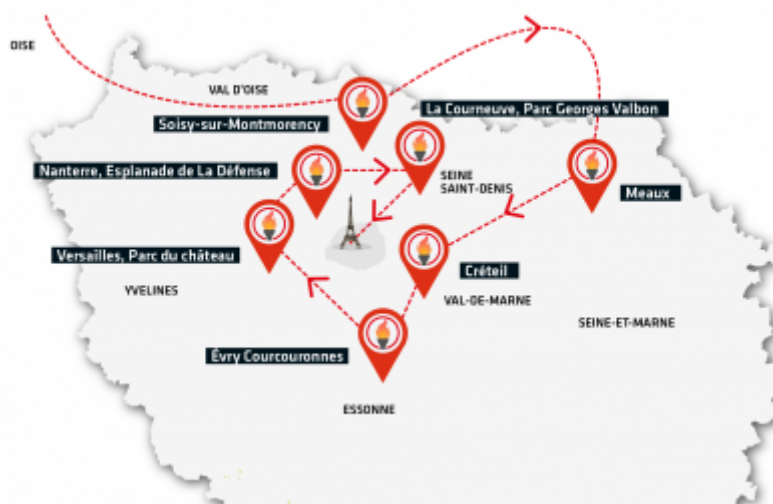 OISE
VAL D'OISE
La Courneuve, Parc Georges Valbon
Soisy-sur-Montmorency
Nanterre, Esplanade de La Défense
SEINE
SAINT-DENIS
Meaux
Versailles, Parc du château
Créteil
YVELINES
VAL-DE-MARNE
SEINE-ET-MARNE
Évry Courcouronnes
ESSONNE